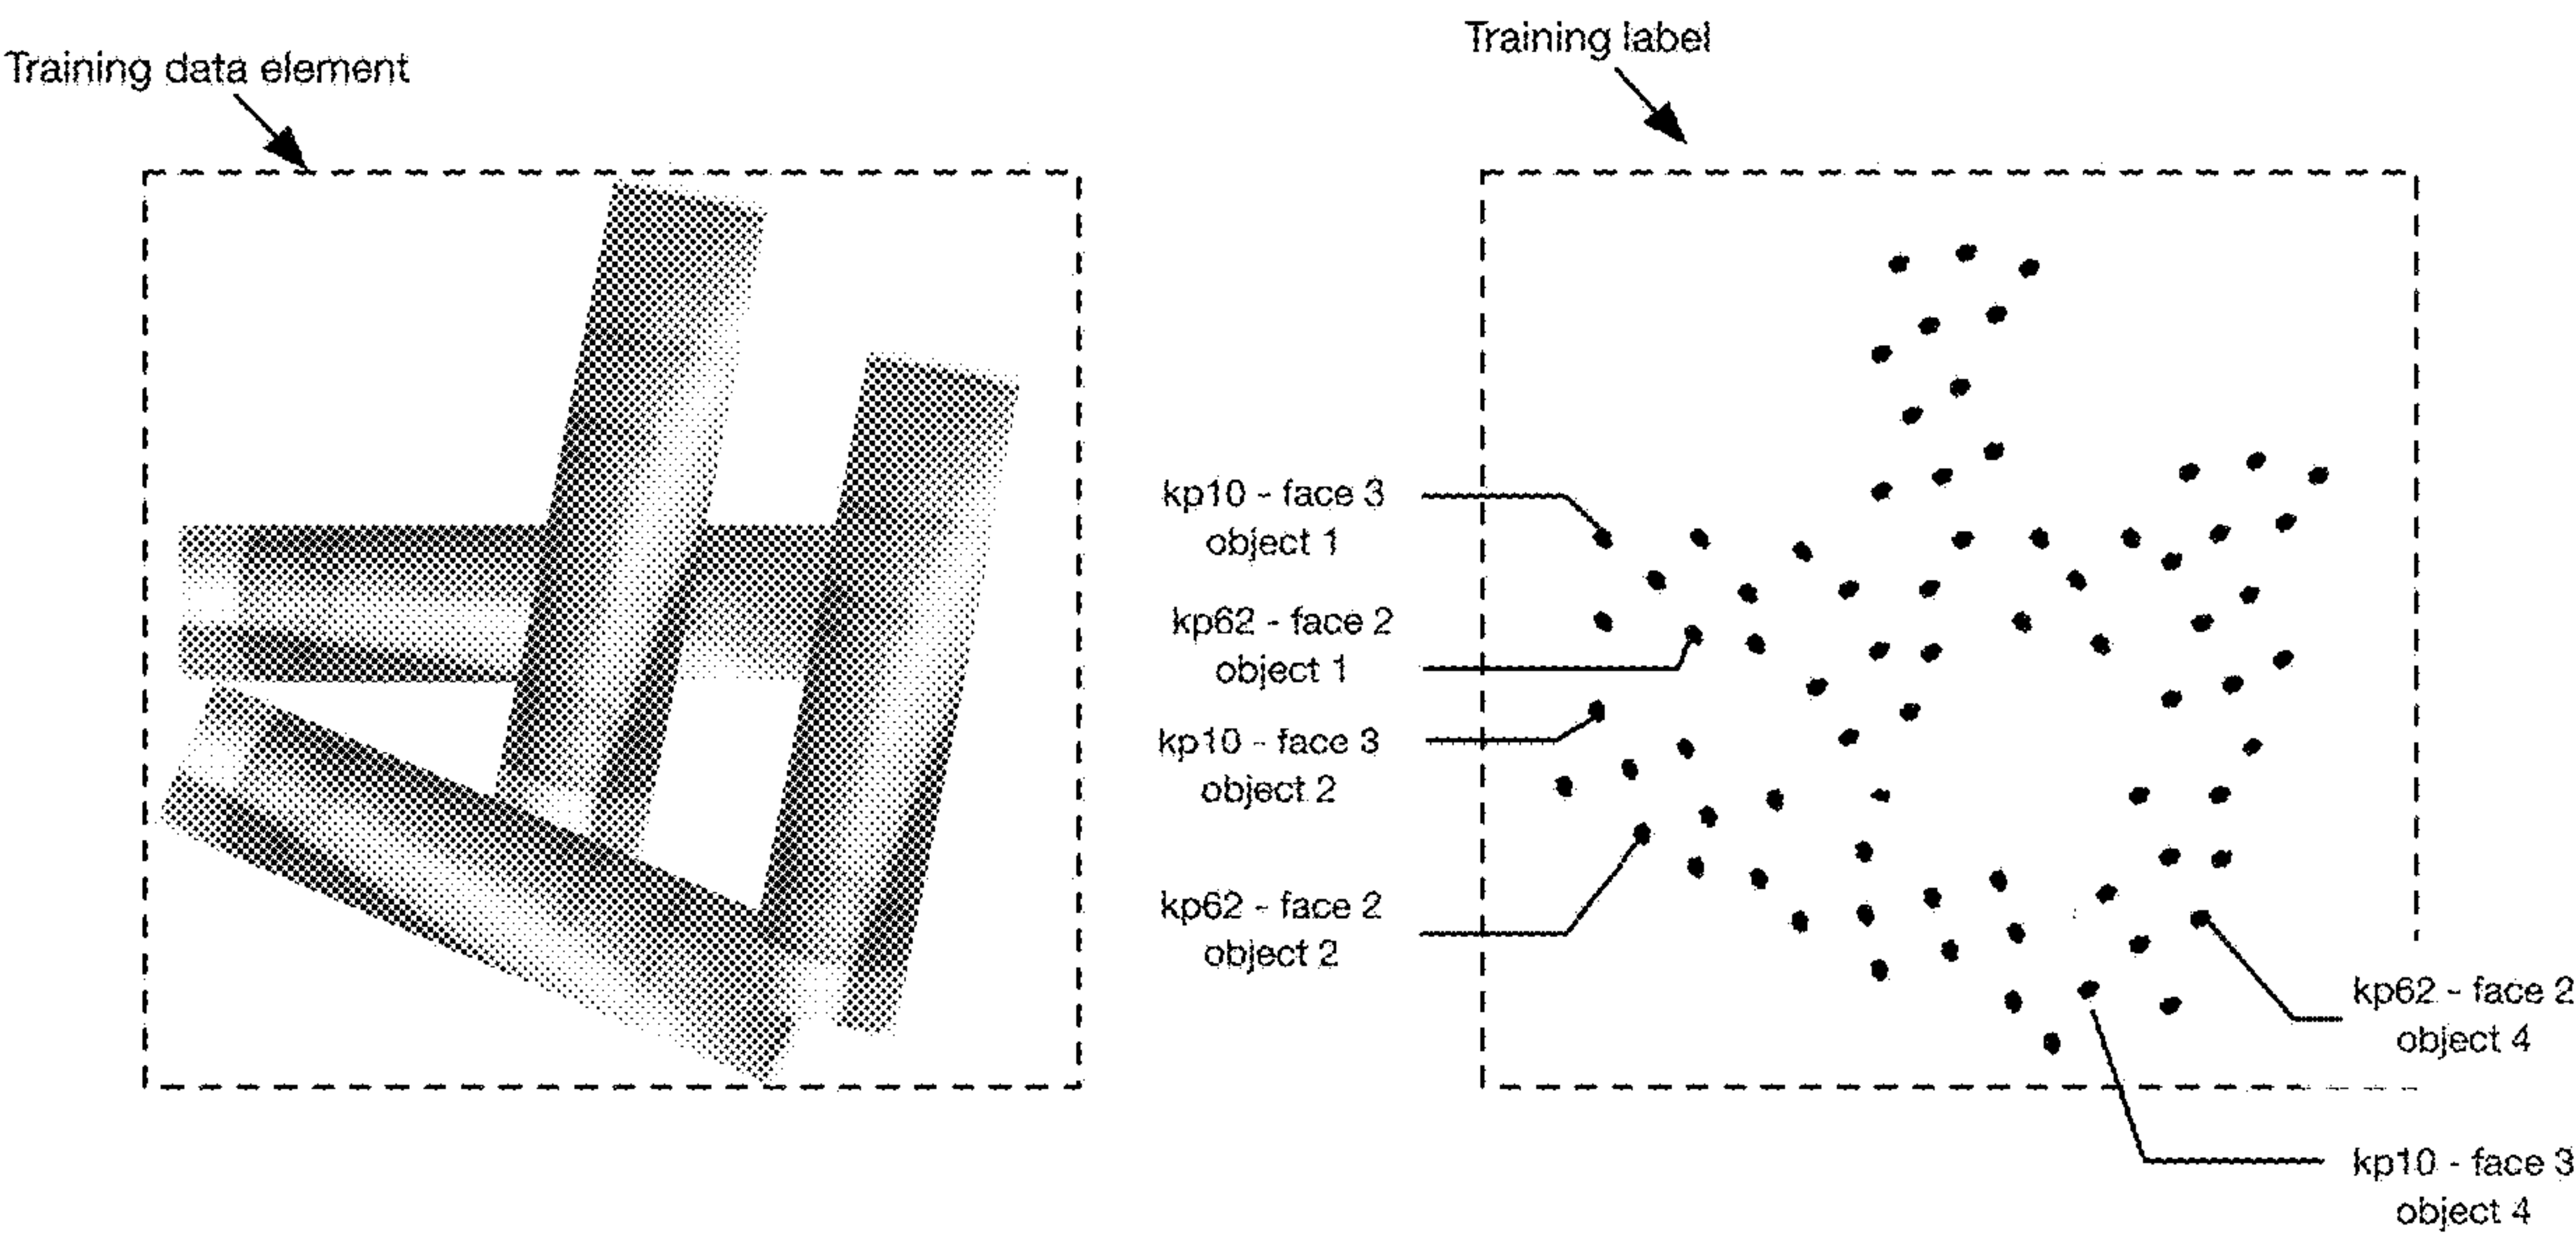 Training data element
Training label
kp10 - face 3
object 1
kp62 - face 2
object 1
kp10 - face 3
object 2
kp62 - face 2
object 2
kp62 - face 2
object 4
kp10 - face 3
object 4